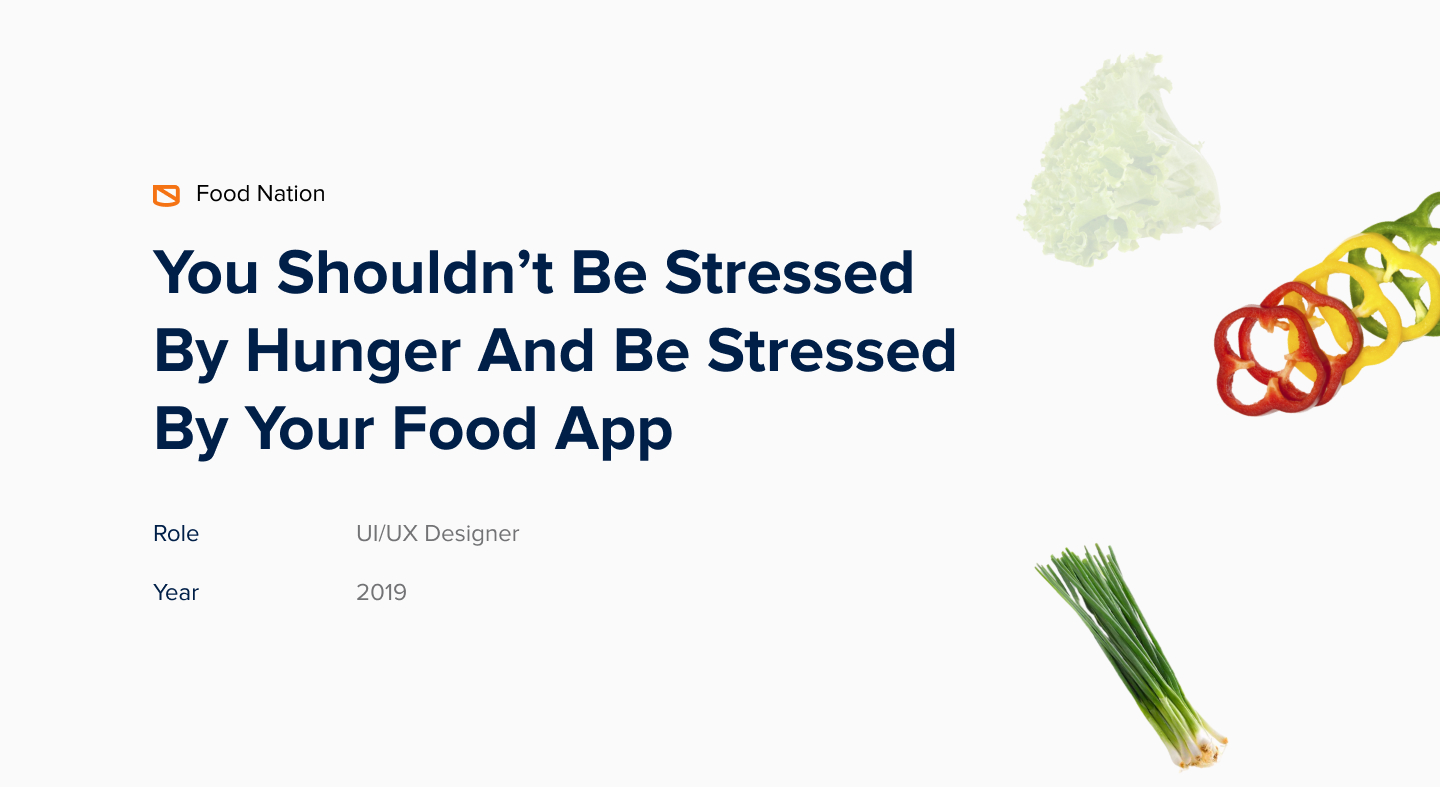 Food Nation
You Shouldn’t Be Stressed
By Hunger And Be Stressed
By Your Food App
Role UI/UX Designer
Year 2019